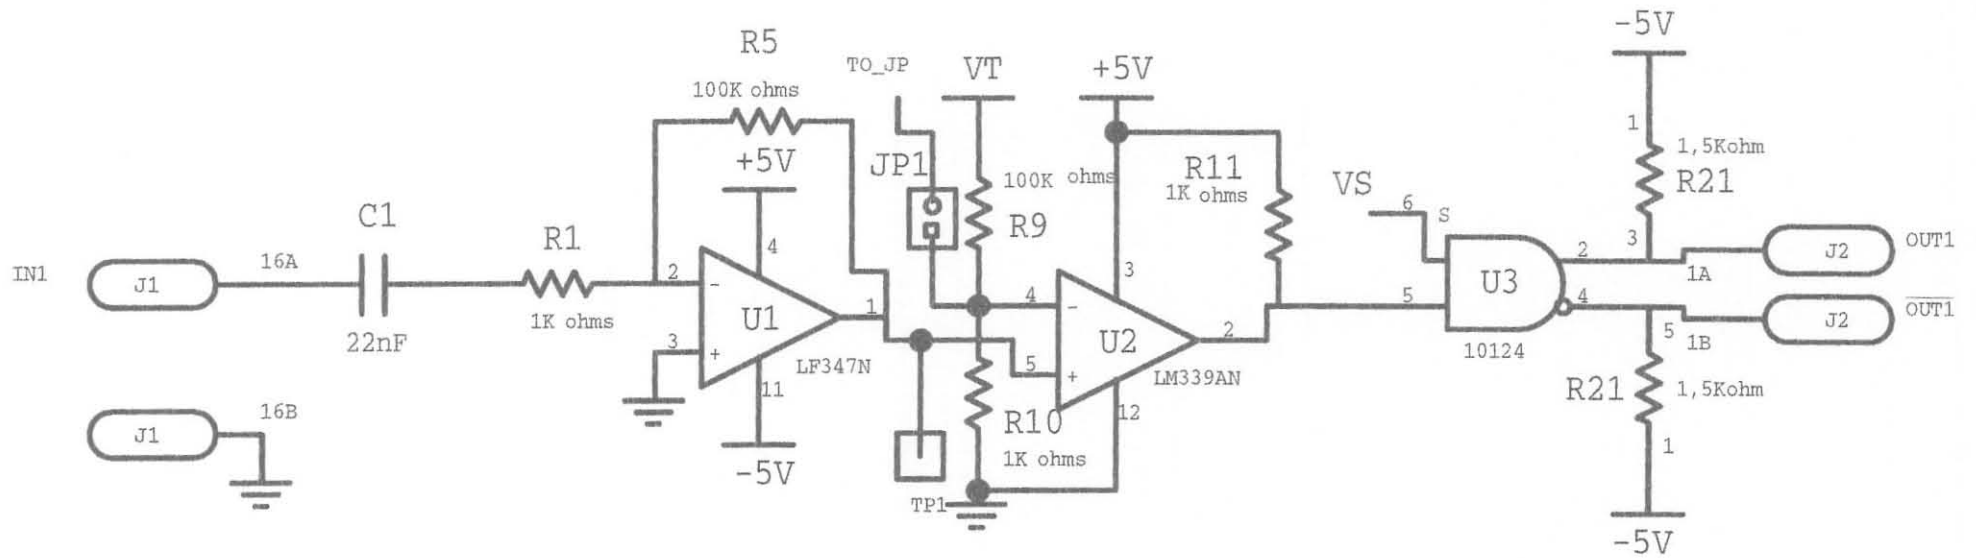 -5V
R5
TO_JP
VT
+5V
100K ohms
1
1,5Kohm
R21
+5V
JP1
100K ohms
R11
1K ohms
VS
6
S
C1
R1
R9
4
3
2
3
J2
OUT1
16A
IN1
J1
2
-
1
U1
4
-
3
5
U3
1A
4
J2
OUT1
1K ohms
22nF
3
+
LF347N
U2
2
10124
5
1B
5
+
LM339AN
11
R21
1,5Kohm
16B
J1
R10
12
1K ohms
1
-5V
TP1
-5V